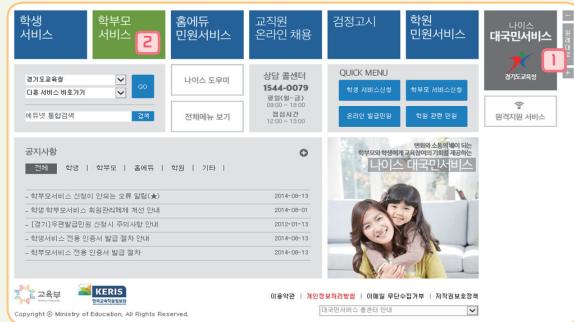 학생
서비스
학부모
서비스
2
홈에듀
민원서비스
교직원
온라인 채용
검정고시
학원
민원서비스
나이스
대국민서비스
1
경기도교육청
경기도교육청
다른 서비스 바로가기
GO
에듀넷 통합검색
검색
나이스 도우미
전체메뉴 보기
상담 콜센터
1544-0079
평일(월~금)
09:00 ~ 18:00
점심시간
12:00 ~ 13:00
QUICK MENU
학생 서비스신청
학부모 서비스신청
온라인 발급민원
학원 관련 민원
원격지원 서비스
공지사항
전체 | 학생 | 학부모 | 홈에듀 | 학원 | 기타 |
- 학부모서비스 신청이 안되는 오류 알림(★) 2014-08-13
- 학생·학부모서비스 회원관리체계 개선 안내 2014-08-01
- [경기]우편발급민원 신청시 주의사항 안내 2012-01-13
- 학생서비스 전용 인증서 발급 절차 안내 2014-08-13
- 학부모서비스 전용 인증서 발급 절차 2014-08-13
변화와 소통의 별이 되는
학부모와 학생에게 교육참여의 기회를 제공하는
나이스 대국민서비스
교육부
KERIS
한국교육학술정보원
이용약관 | 개인정보처리방침 | 이메일 무단수집거부 | 저작권보호정책
Copyright ⓒ Ministry of Education, All Rights Reserved.
대국민서비스 콜센터 안내